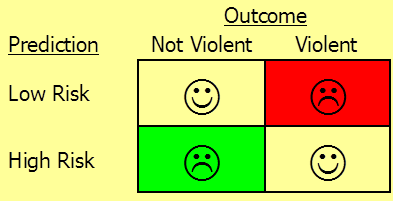 Outcome
Prediction Not Violent Violent
Low Risk
High Risk